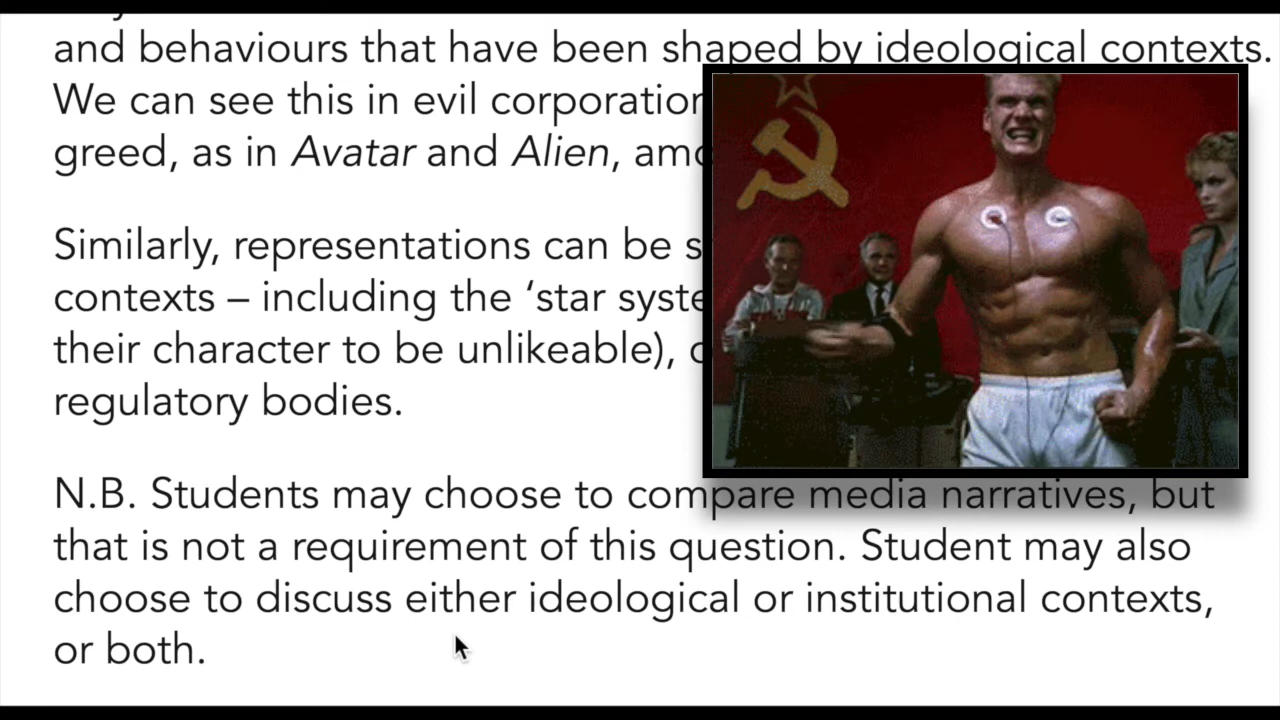 and behaviours that have been shaped by ideological contexts.
We can see this in evil corporation
greed, as in Avatar and Alien,
Similarly, representations can be
contexts – including the ‘star
their character to be unlikeable),
regulatory bodies.
N.B. Students may choose to compare media narratives, but
that is not a requirement of this question. Student may also
choose to discuss either ideological or institutional contexts,
or both.